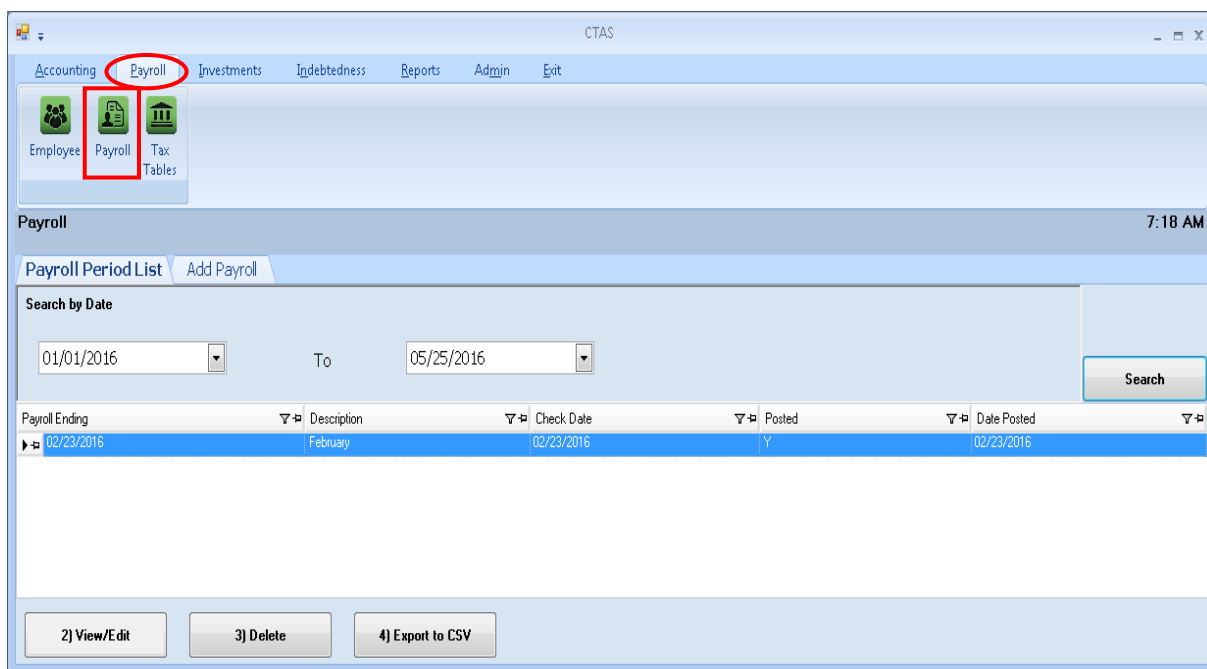 CTAS
Accounting Payroll Investments Indebtedness Reports Admin Exit
Employee Payroll Tax Tables
Payroll 7:18 AM
Payroll Period List Add Payroll
Search by Date
01/01/2016 To 05/25/2016
Search
Payroll Ending Description Check Date Posted Date Posted
02/23/2016 February 02/23/2016 Y 02/23/2016
2) View/Edit 3) Delete 4) Export to CSV